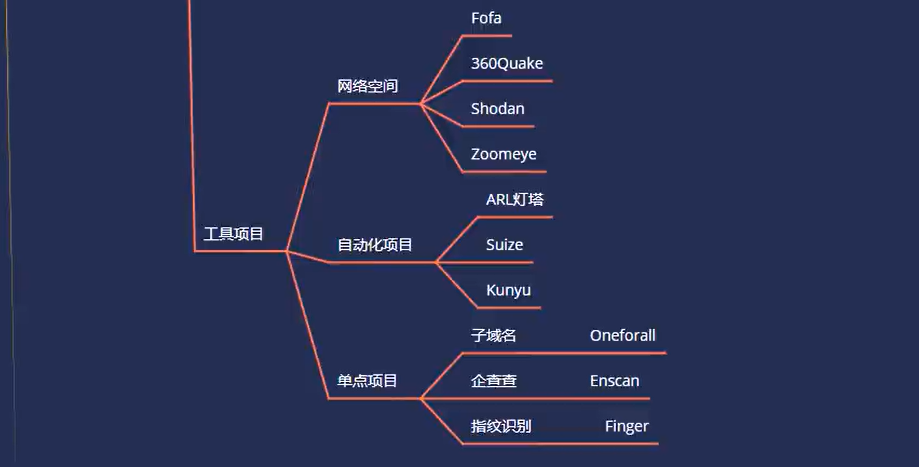 Fofa
网络空间
360Quake
Shodan
Zoomeye
工具项目
ARL灯塔
自动化项目
Suize
Kunyu
子域名 Oneforall
单点项目
企查查 Enscan
指纹识别 Finger